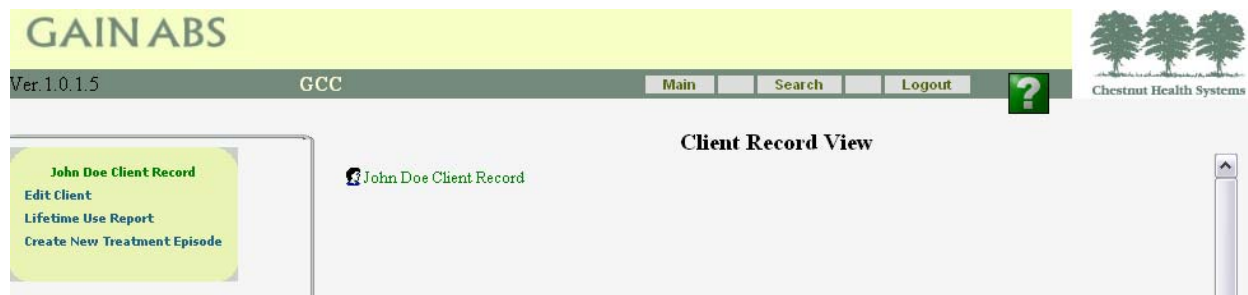 GAIN ABS
Ver. 1.0.1.5 GCC Main Search Logout ?
Chestnut Health Systems
Client Record View
John Doe Client Record
Edit Client
Lifetime Use Report
Create New Treatment Episode
John Doe Client Record